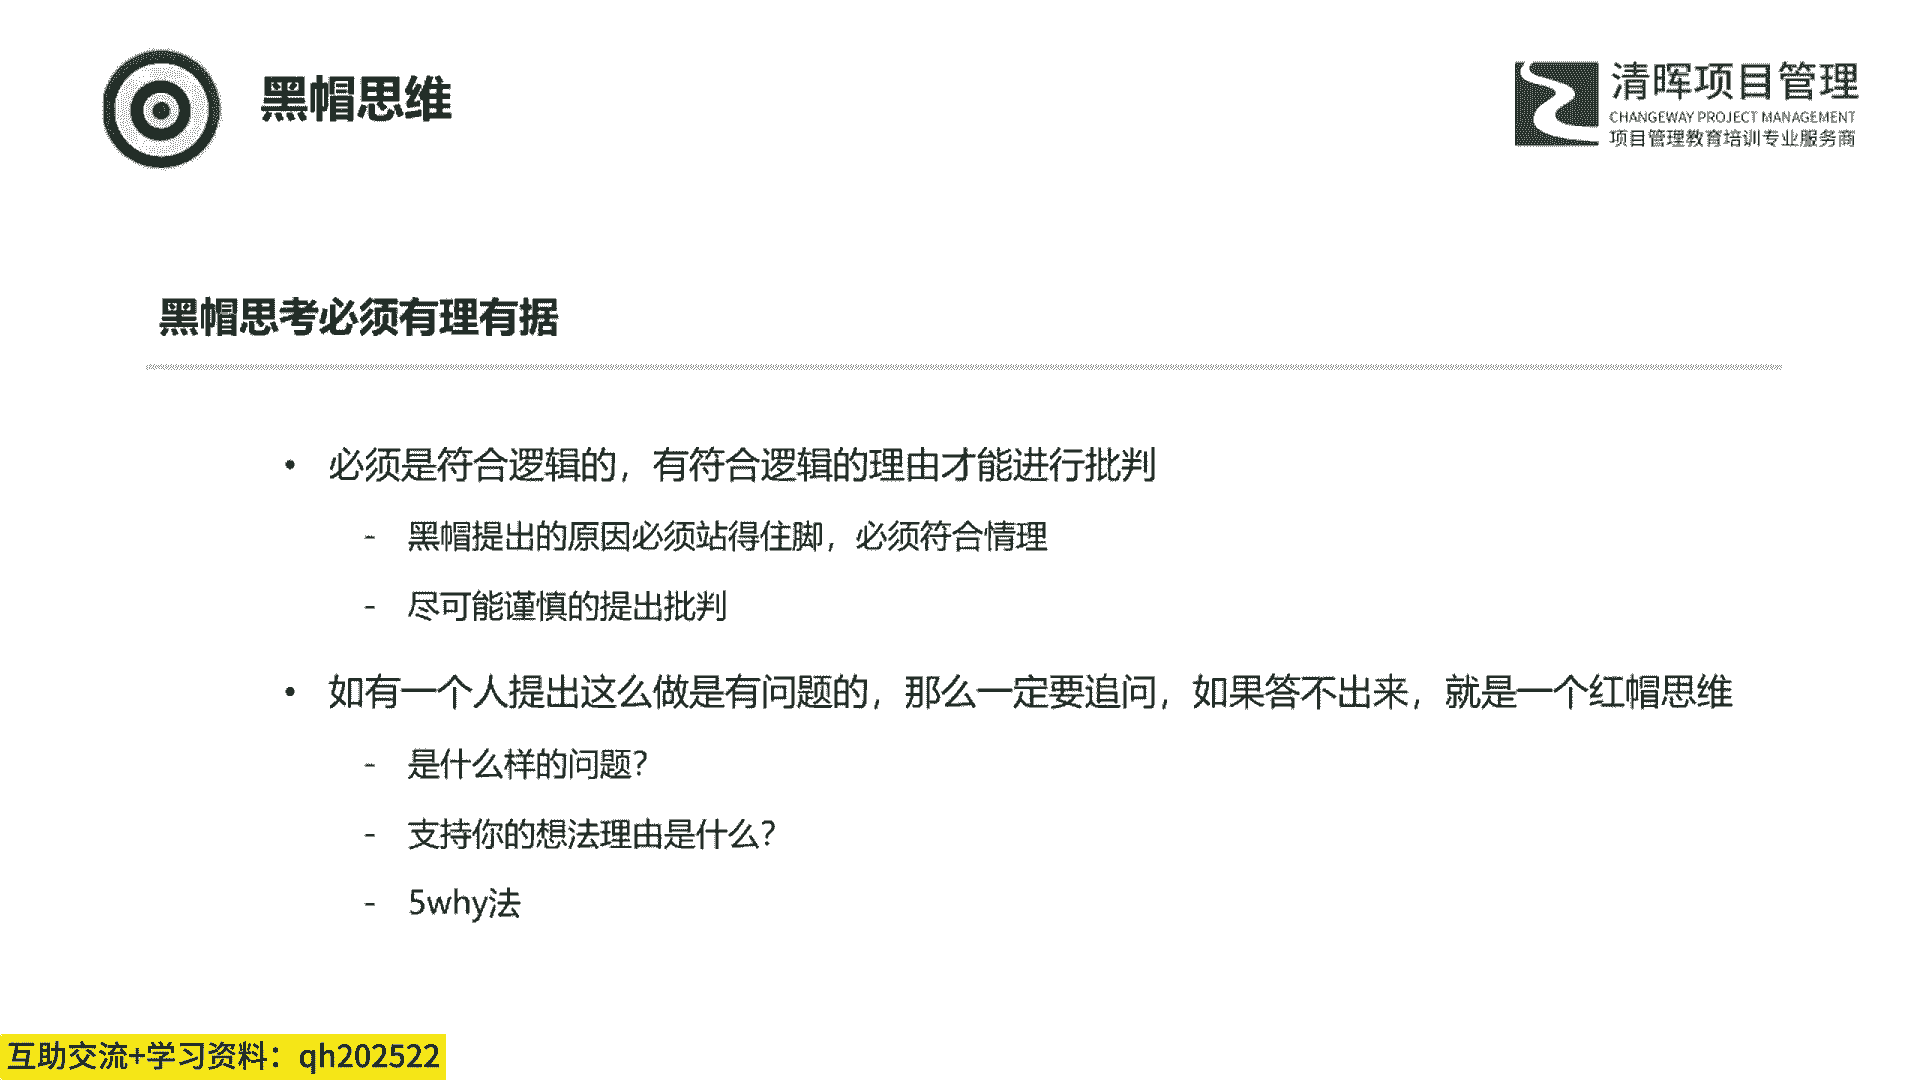 黑帽思维
清晖项目管理
CHANGEWAY PROJECT MANAGEMENT
项目管理教育培训专业服务商
黑帽思考必须有理有据
• 必须是符合逻辑的，有符合逻辑的理由才能进行批判
- 黑帽提出的原因必须站得住脚，必须符合情理
- 尽可能谨慎的提出批判
• 如有一个人提出这么做是有问题的，那么一定要追问，如果答不出来，就是一个红帽思维
- 是什么样的问题？
- 支持你的想法理由是什么？
- 5why法
互助交流+学习资料：qh202522